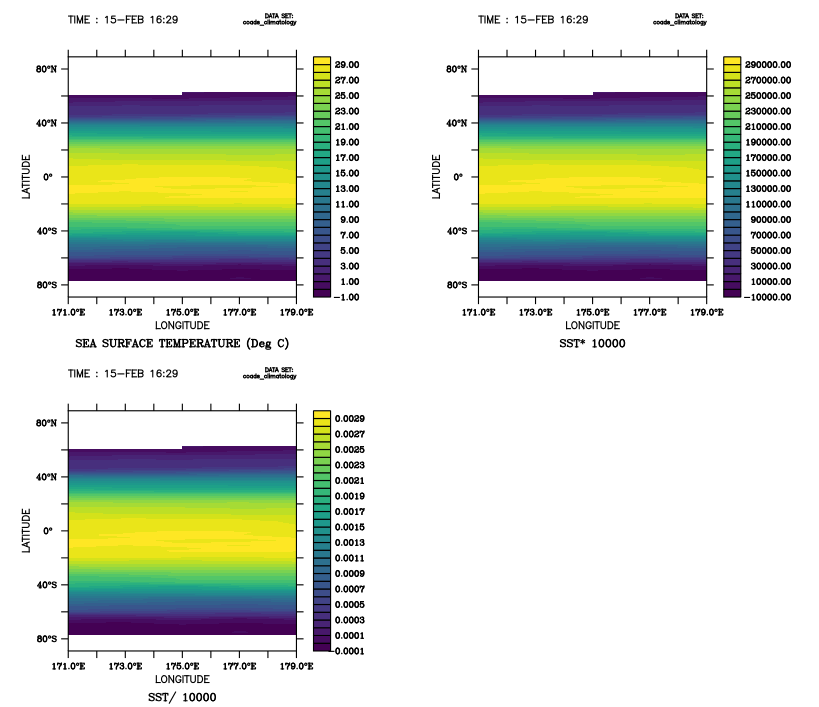 TIME : 15-FEB 16:29
DATA SET:
coads_climatology
80°N
40°N
0°
40°S
80°S
LATITUDE
171.0°E 173.0°E 175.0°E 177.0°E 179.0°E
LONGITUDE
SEA SURFACE TEMPERATURE (Deg C)
29.00
27.00
25.00
23.00
21.00
19.00
17.00
15.00
13.00
11.00
9.00
7.00
5.00
3.00
1.00
-1.00
TIME : 15-FEB 16:29
DATA SET:
coads_climatology
80°N
40°N
0°
40°S
80°S
LATITUDE
171.0°E 173.0°E 175.0°E 177.0°E 179.0°E
LONGITUDE
SST* 10000
290000.00
270000.00
250000.00
230000.00
210000.00
190000.00
170000.00
150000.00
130000.00
110000.00
90000.00
70000.00
50000.00
30000.00
10000.00
-10000.00
TIME : 15-FEB 16:29
DATA SET:
coads_climatology
80°N
40°N
0°
40°S
80°S
LATITUDE
171.0°E 173.0°E 175.0°E 177.0°E 179.0°E
LONGITUDE
SST/ 10000
0.0029
0.0027
0.0025
0.0023
0.0021
0.0019
0.0017
0.0015
0.0013
0.0011
0.0009
0.0007
0.0005
0.0003
0.0001
-0.0001